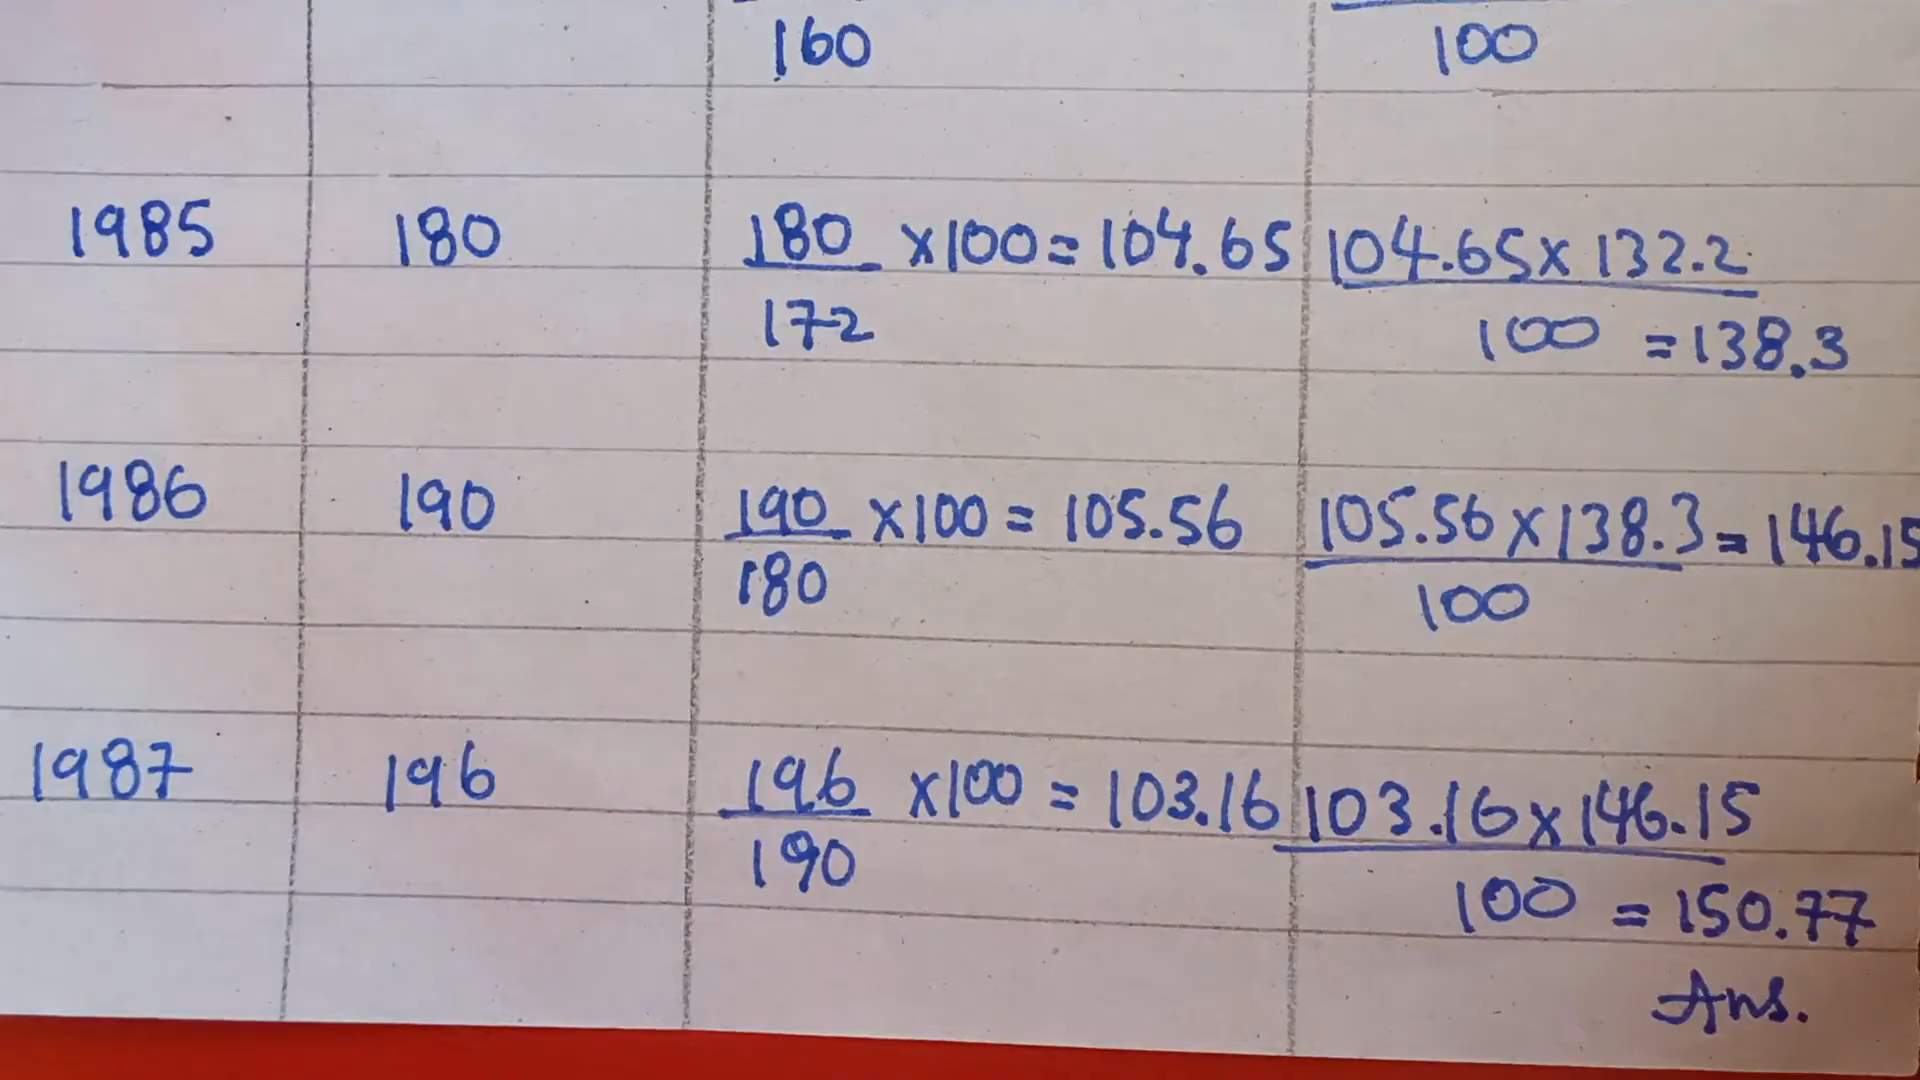 160 100
1985 180 180 x100 = 104.65 104.65 x 132.2
172 100 = 138.3
1986 190 190 x100 = 105.56 105.56 x 138.3 = 146.15
180 100
1987 196 196 x100 = 103.16 103.16 x 146.15
190 100 = 150.77
Ans.